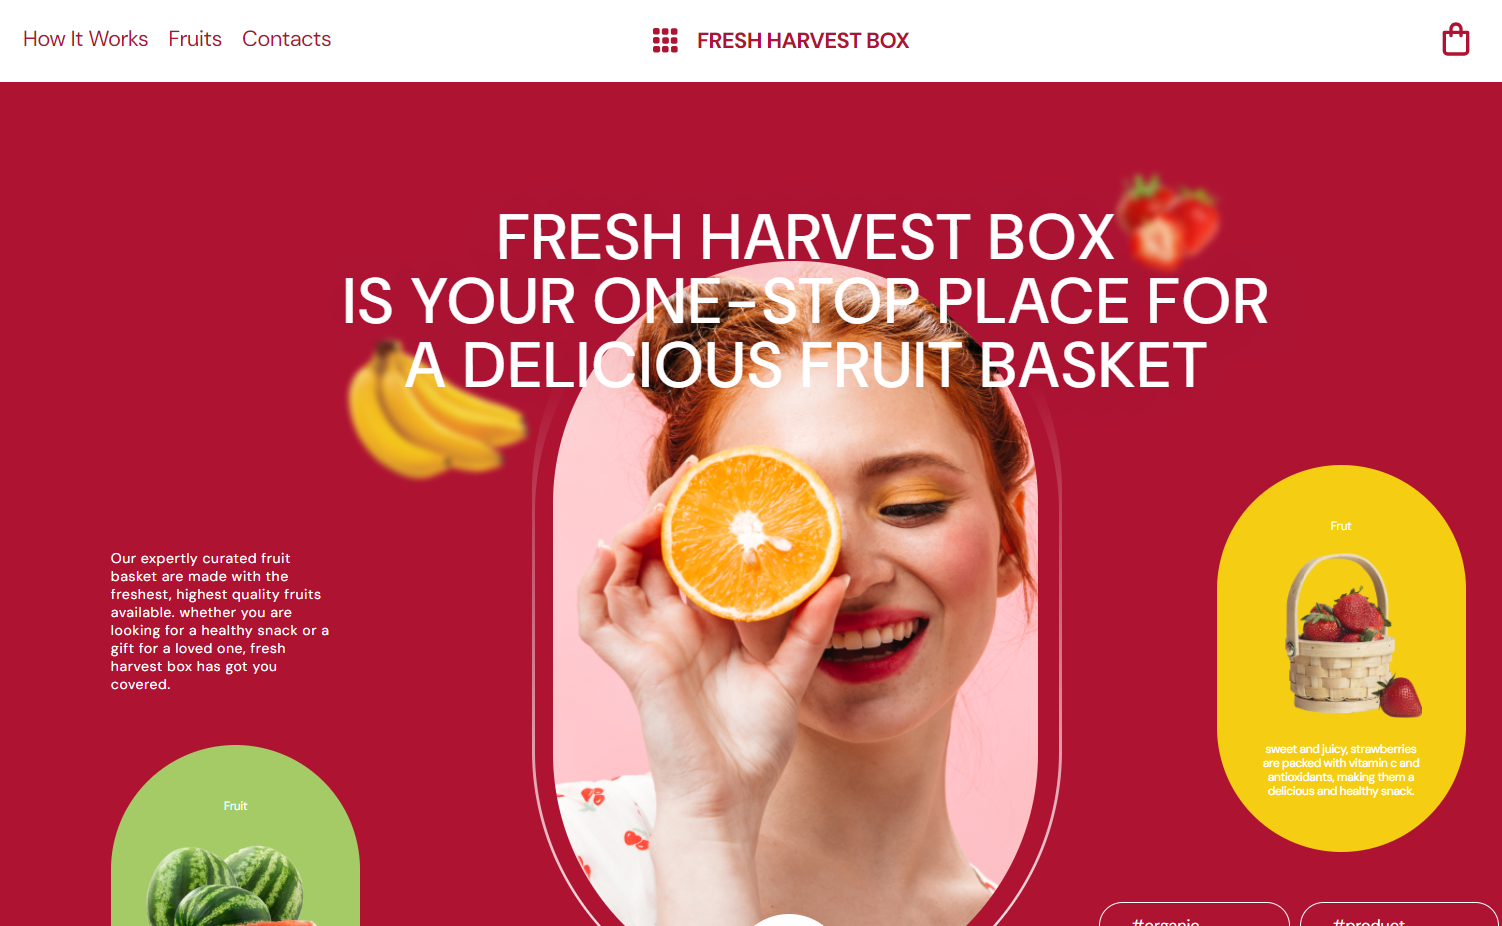 How It Works
Fruits
Contacts
FRESH HARVEST BOX
FRESH HARVEST BOX
IS YOUR ONE-STOP PLACE FOR
A DELICIOUS FRUIT BASKET
Our expertly curated fruit
basket are made with the
freshest, highest quality fruits
available. whether you are
looking for a healthy snack or a
gift for a loved one, fresh
harvest box has got you
covered.
Frut
sweet and juicy, strawberries
are packed with vitamin c and
antioxidants, making them a
delicious and healthy snack.
Fruit
#organic
#product